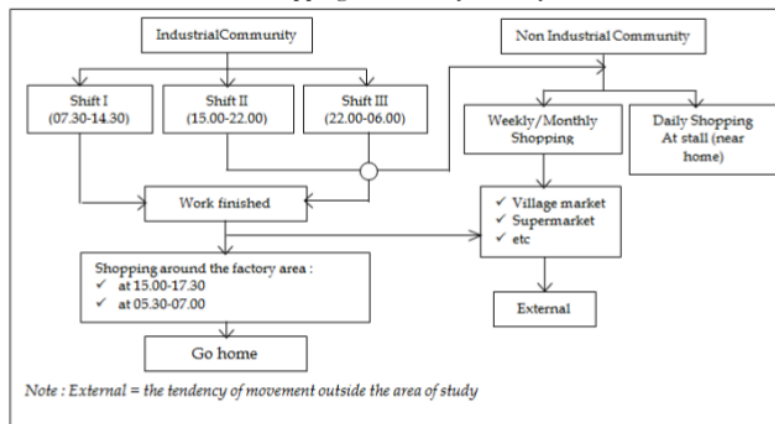 IndustrialCommunity
Non Industrial Community
Shift I
(07.30-14.30)
Shift II
(15.00-22.00)
Shift III
(22.00-06.00)
Weekly/Monthly
Shopping
Daily Shopping
At stall (near
home)
Work finished
✓ Village market
✓ Supermarket
✓ etc
Shopping around the factory area :
✓ at 15.00-17.30
✓ at 05.30-07.00
External
Go home
Note : External = the tendency of movement outside the area of study